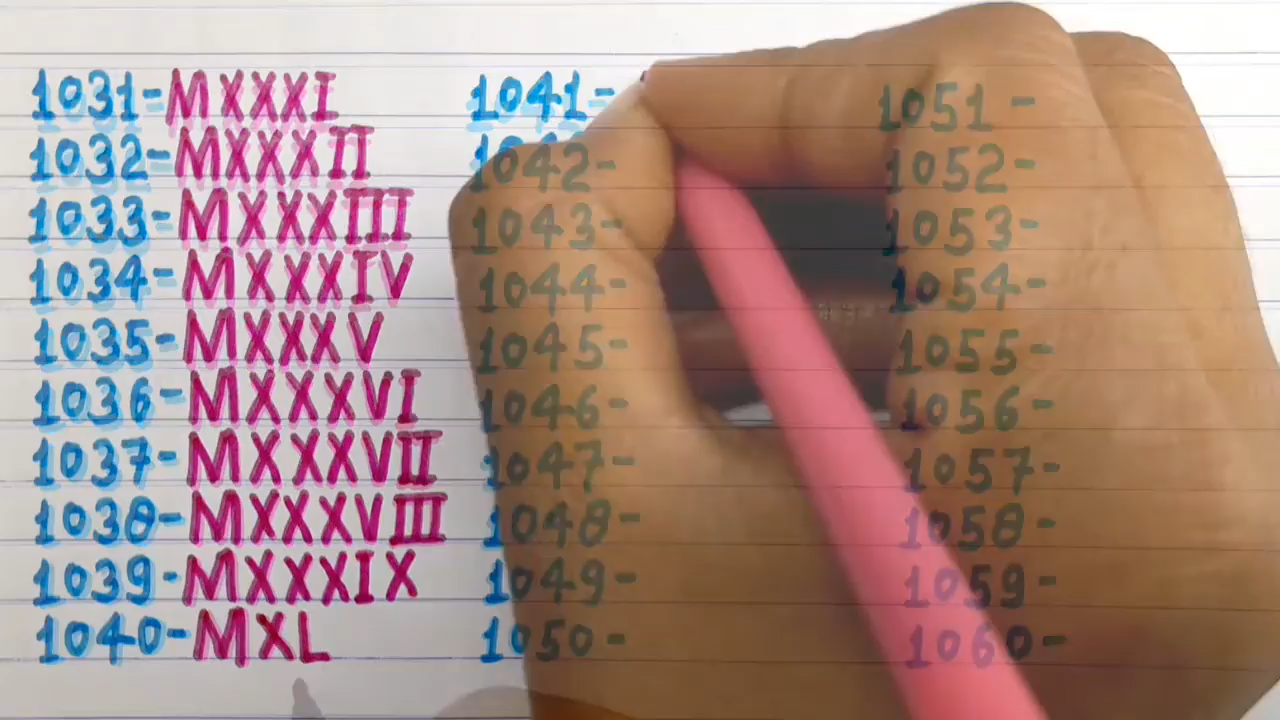 1031=MXXXI
1032-MXXXII
1033=MXXXIII
1034=MXXXIV
1035-MXXXV
1036-MXXXVI
1037-MXXXVII
1038-MXXXVIII
1039-MXXXIX
1040-MXL
1041=
1042-
1043-
1044-
1045-
1046-
1047-
1048-
1049-
1050-
1051-
1052-
1053-
1054-
1055-
1056-
1057-
1058-
1059-
1060-